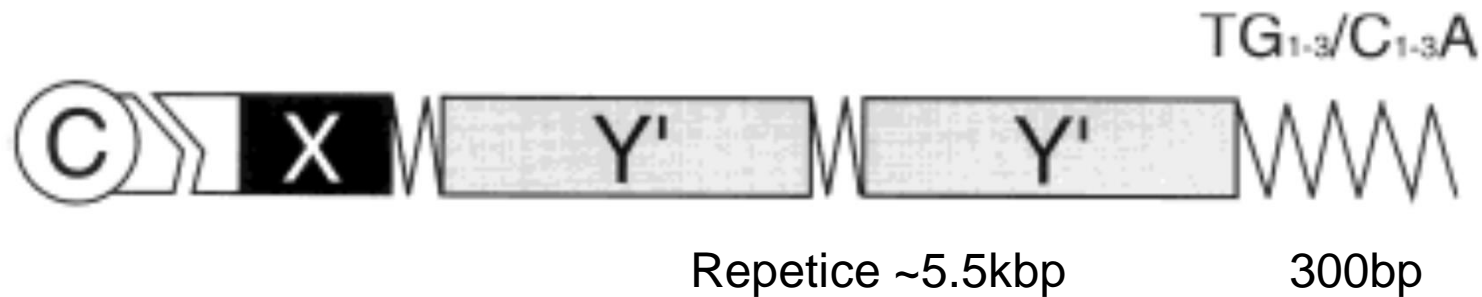 TG1-3/C1-3A
C X Y' Y'
Repetice ~5.5kbp 300bp